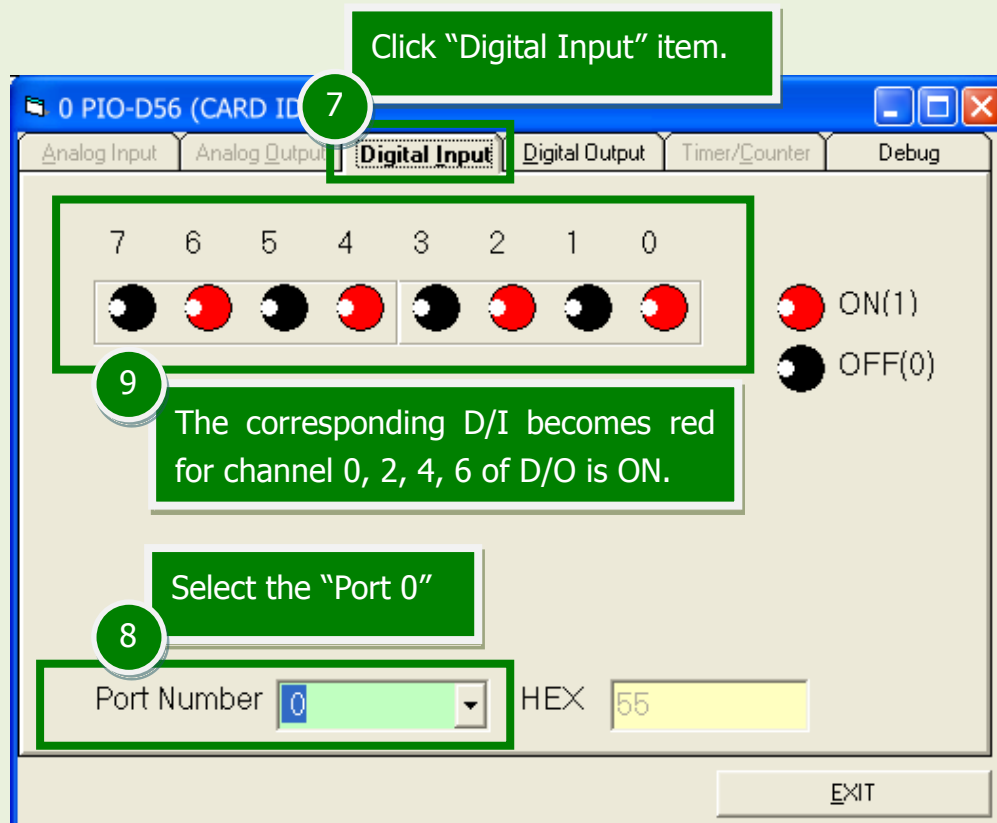 Click “Digital Input” item.
7
0 PIO-D56 (CARD ID
Analog Input Analog Output Digital Input Digital Output Timer/Counter Debug
7 6 5 4 3 2 1 0
ON(1)
OFF(0)
9
The corresponding D/I becomes red
for channel 0, 2, 4, 6 of D/O is ON.
Select the “Port 0”
8
Port Number 0 HEX 55
EXIT